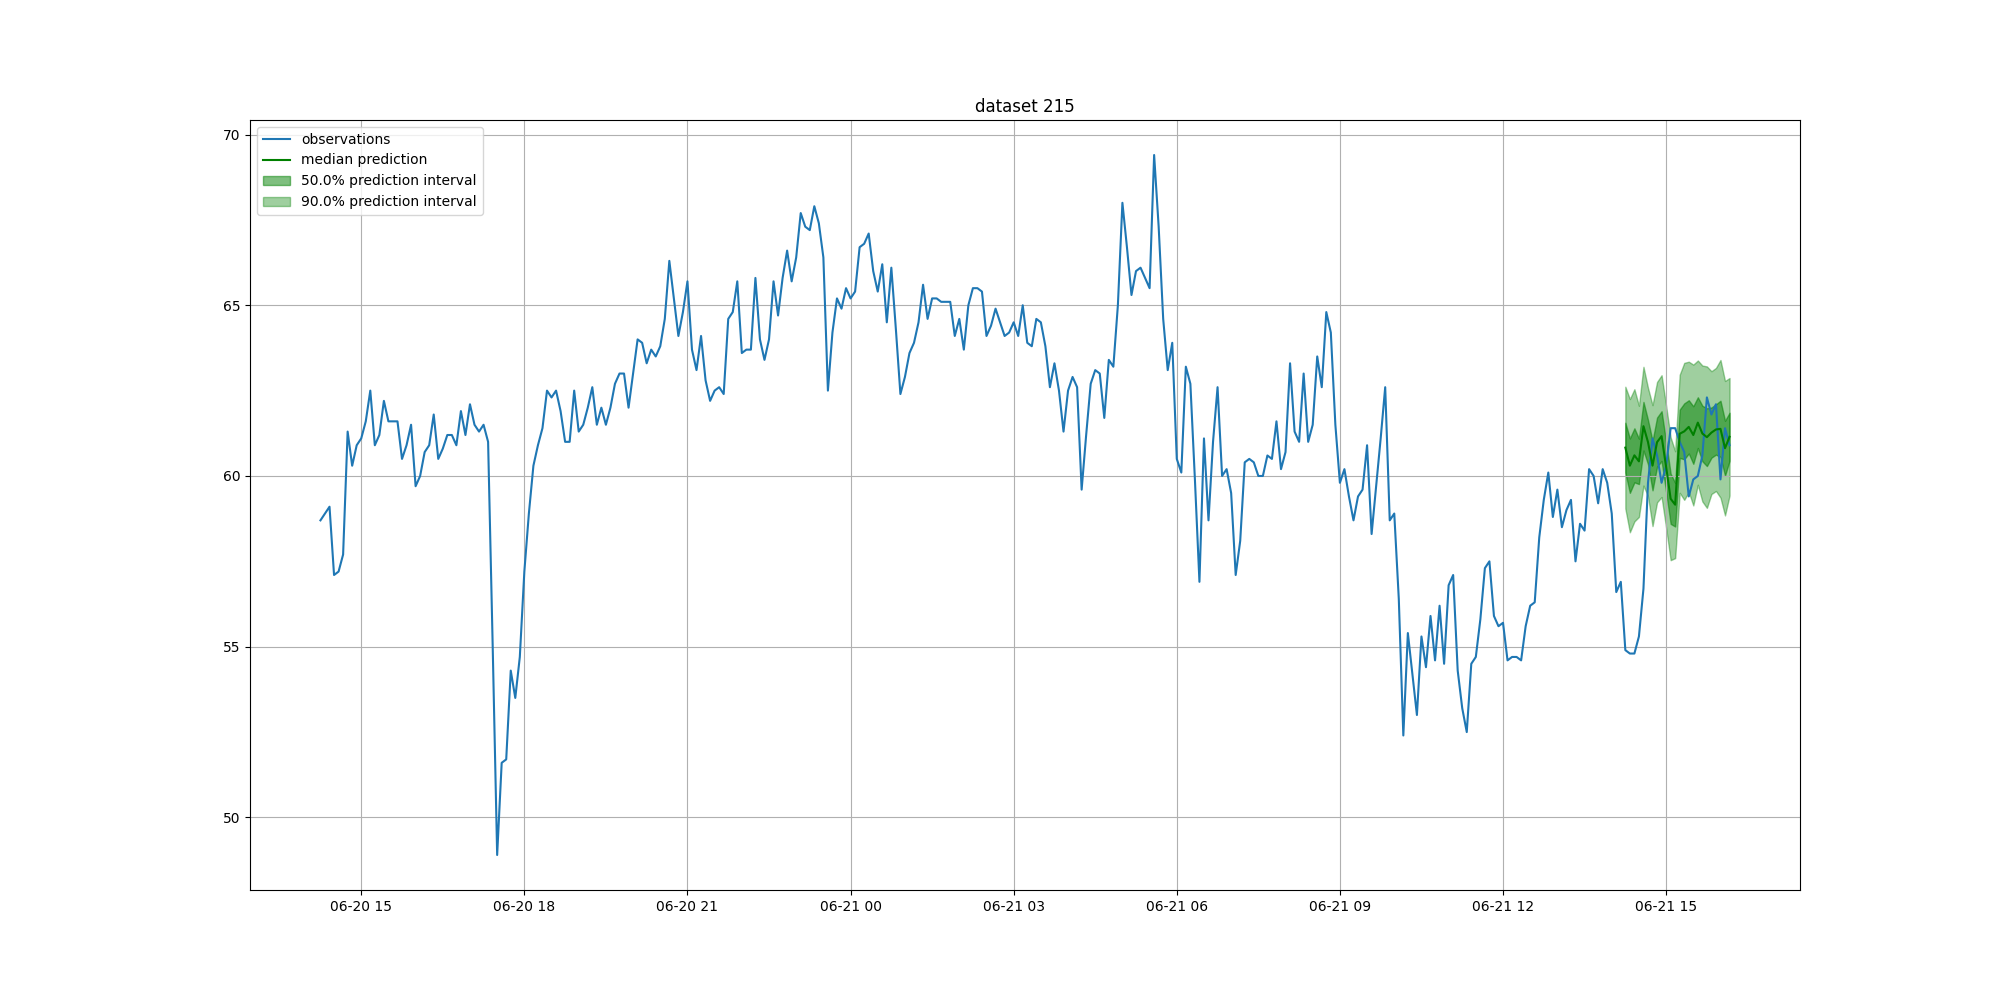 dataset 215
observations
median prediction
50.0% prediction interval
90.0% prediction interval
70
65
60
55
50
06-20 15
06-20 18
06-20 21
06-21 00
06-21 03
06-21 06
06-21 09
06-21 12
06-21 15